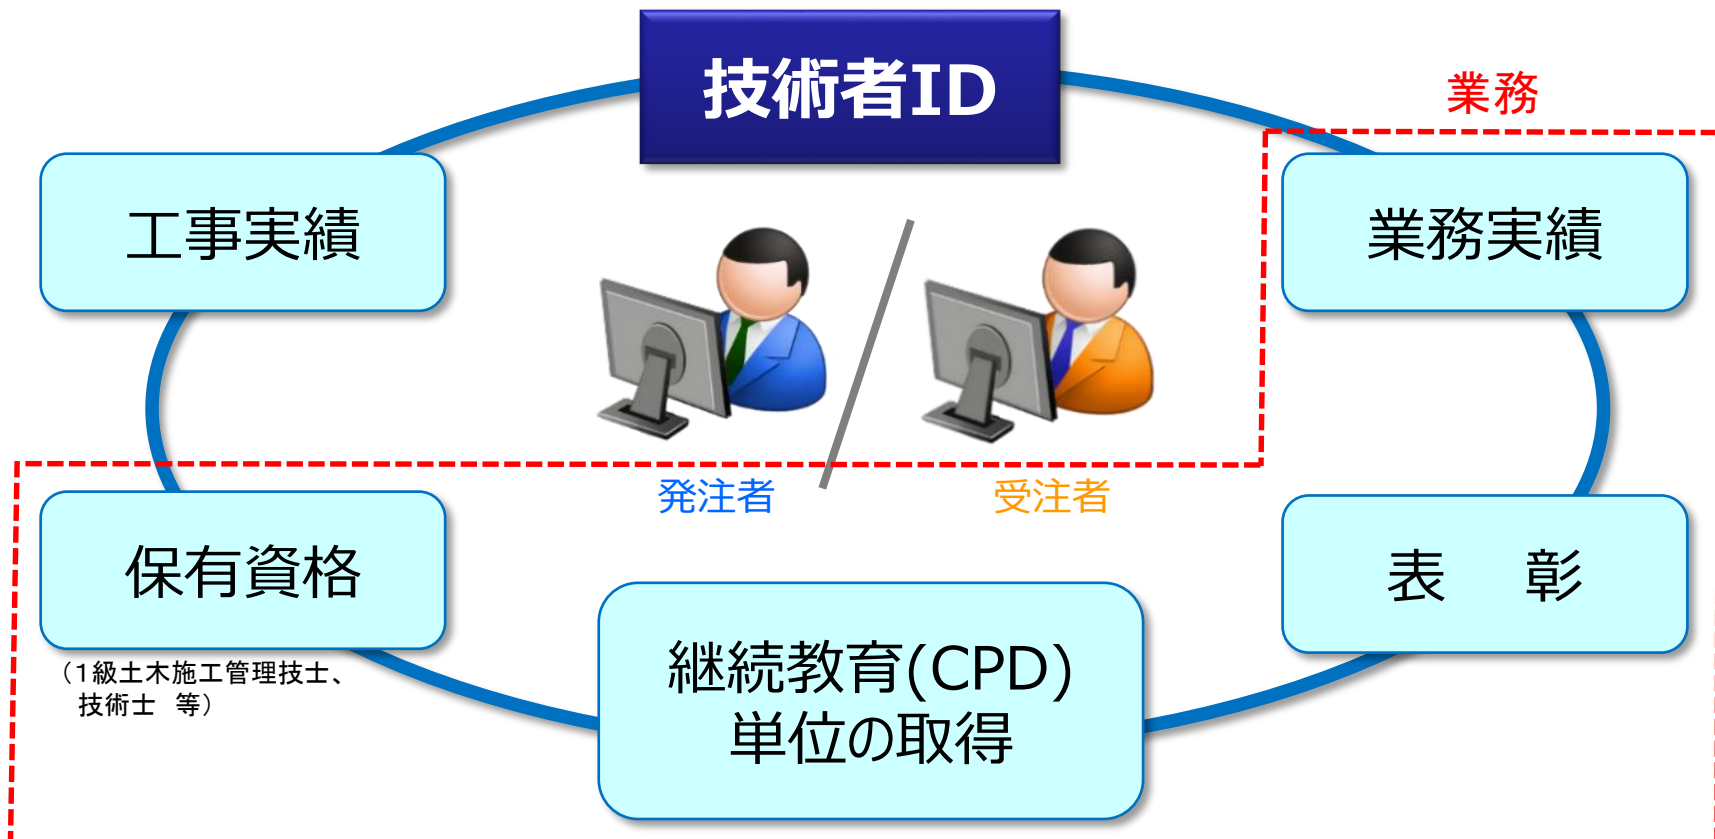 技術者ID
業務
工事実績
業務実績
発注者
受注者
保有資格
表　彰
（1級土木施工管理技士、
技術士　等）
継続教育(CPD)
単位の取得